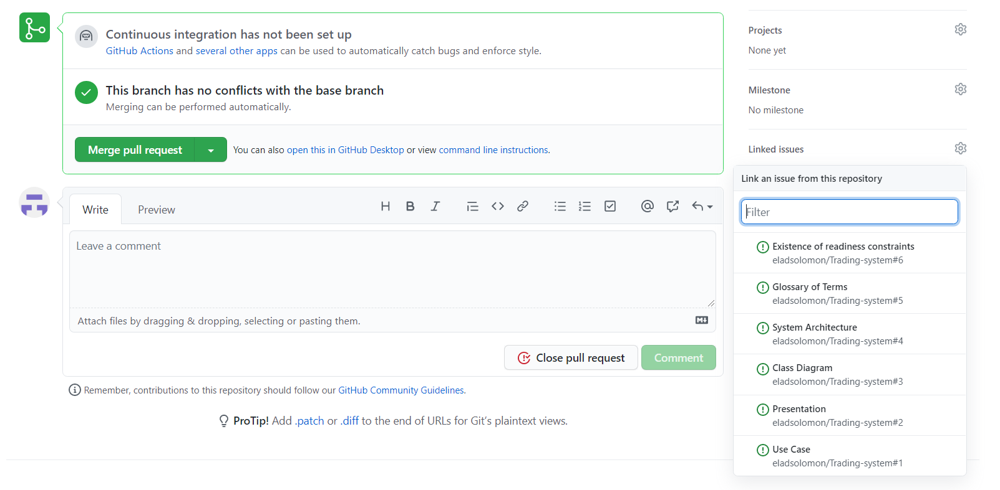 Continuous integration has not been set up
GitHub Actions and several other apps can be used to automatically catch bugs and enforce style.
This branch has no conflicts with the base branch
Merging can be performed automatically.
Merge pull request
You can also open this in GitHub Desktop or view command line instructions.
Write
Preview
Leave a comment
Attach files by dragging & dropping, selecting or pasting them.
Close pull request
Comment
Remember, contributions to this repository should follow our GitHub Community Guidelines.
ProTip! Add .patch or .diff to the end of URLs for Git’s plaintext views.
Projects
None yet
Milestone
No milestone
Linked issues
Link an issue from this repository
Filter
Existence of readiness constraints
eladsolomon/Trading-system#6
Glossary of Terms
eladsolomon/Trading-system#5
System Architecture
eladsolomon/Trading-system#4
Class Diagram
eladsolomon/Trading-system#3
Presentation
eladsolomon/Trading-system#2
Use Case
eladsolomon/Trading-system#1